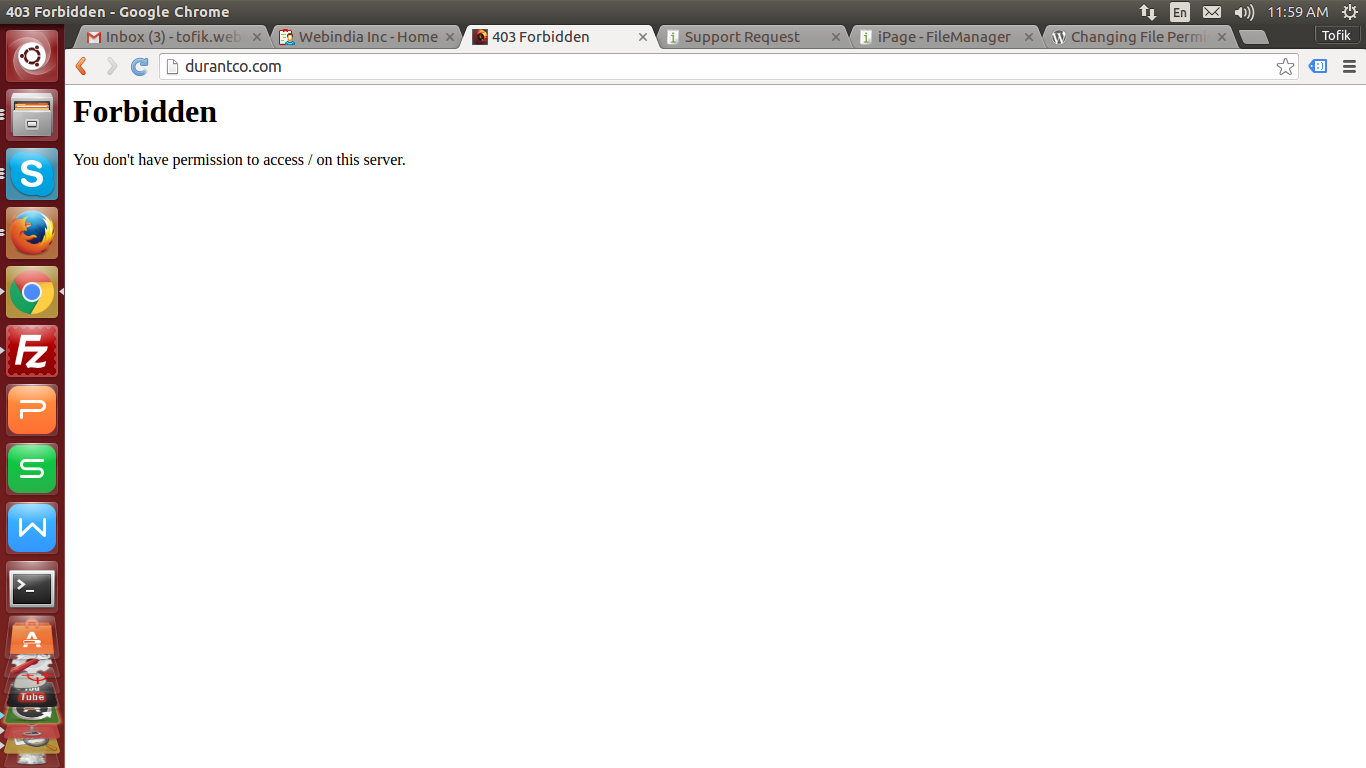 403 Forbidden - Google Chrome
En
11:59 AM
Inbox (3) - tofik.web
Webindia Inc - Home
403 Forbidden
Support Request
iPage - FileManager
Changing File Permi
Tofik
durantco.com
Forbidden
You don't have permission to access / on this server.
S
Fz
P
S
W
>_
A
You
Tube